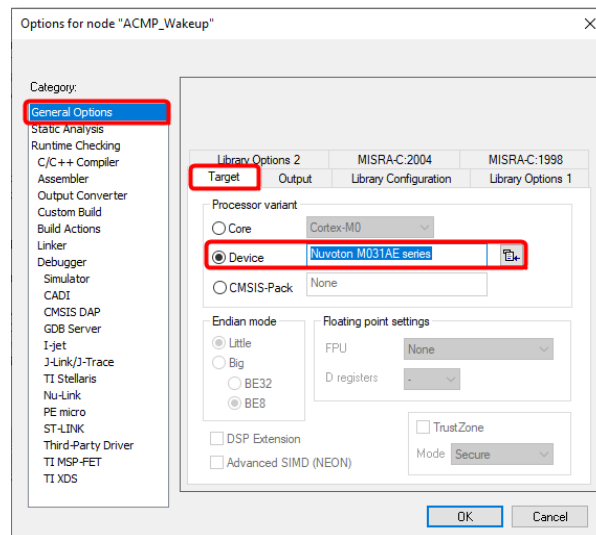 Options for node "ACMP_Wakeup"
Category:
General Options
Static Analysis
Runtime Checking
C/C++ Compiler
Assembler
Output Converter
Custom Build
Build Actions
Linker
Debugger
Simulator
CADI
CMSIS DAP
GDB Server
I-jet
J-Link/J-Trace
TI Stellaris
Nu-Link
PE micro
ST-LINK
Third-Party Driver
TI MSP-FET
TI XDS
Library Options 2 MISRA-C:2004 MISRA-C:1998
Target Output Library Configuration Library Options 1
Processor variant
Core Cortex-M0
Device Nuvoton M031AE series
CMSIS-Pack None
Endian mode
Little
Big
BE32
BE8
Floating point settings
FPU None
D registers -
DSP Extension
Advanced SIMD (NEON)
TrustZone
Mode Secure
OK Cancel